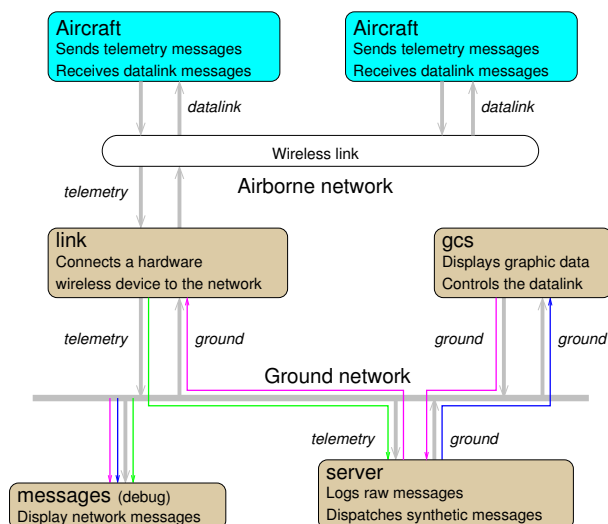 Aircraft
Sends telemetry messages
Receives datalink messages
Aircraft
Sends telemetry messages
Receives datalink messages
datalink
datalink
Wireless link
telemetry
Airborne network
link
Connects a hardware
wireless device to the network
gcs
Displays graphic data
Controls the datalink
telemetry
ground
ground
ground
Ground network
telemetry
ground
messages (debug)
Display network messages
server
Logs raw messages
Dispatches synthetic messages